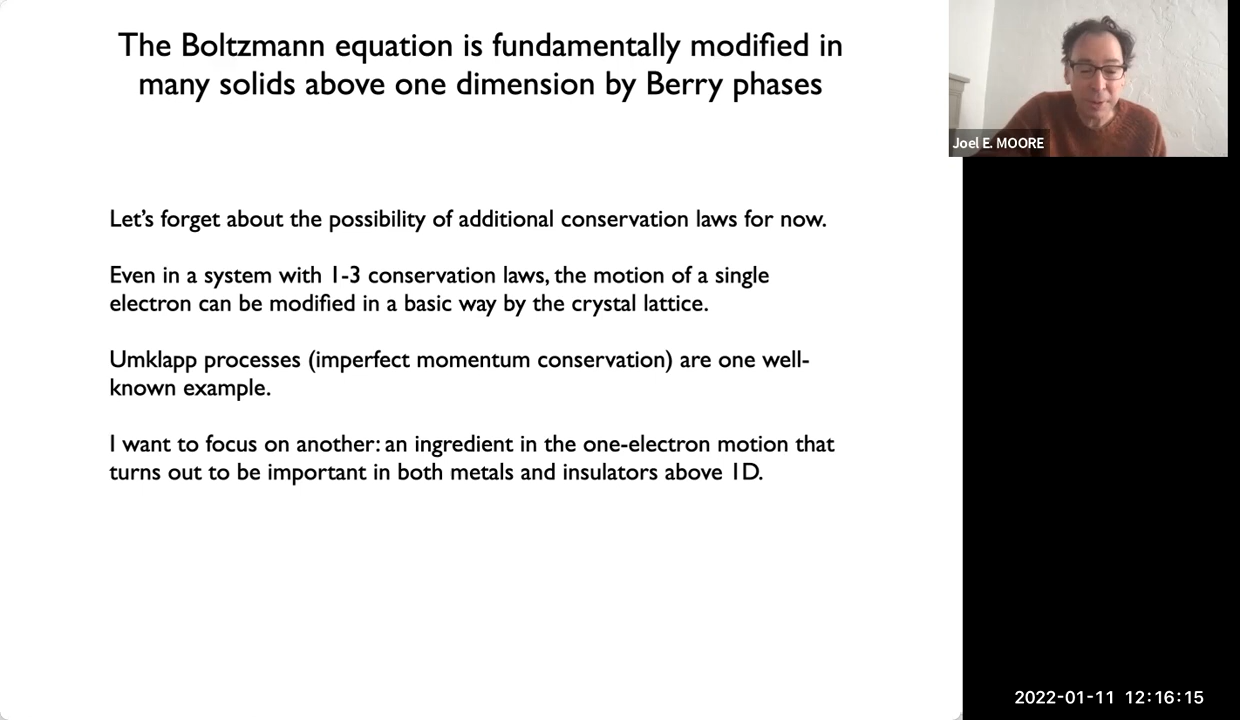 The Boltzmann equation is fundamentally modified in
many solids above one dimension by Berry phases
Let’s forget about the possibility of additional conservation laws for now.
Even in a system with 1-3 conservation laws, the motion of a single
electron can be modified in a basic way by the crystal lattice.
Umklapp processes (imperfect momentum conservation) are one well-
known example.
I want to focus on another: an ingredient in the one-electron motion that
turns out to be important in both metals and insulators above 1D.
Joel E. MOORE
2022-01-11 12:16:15